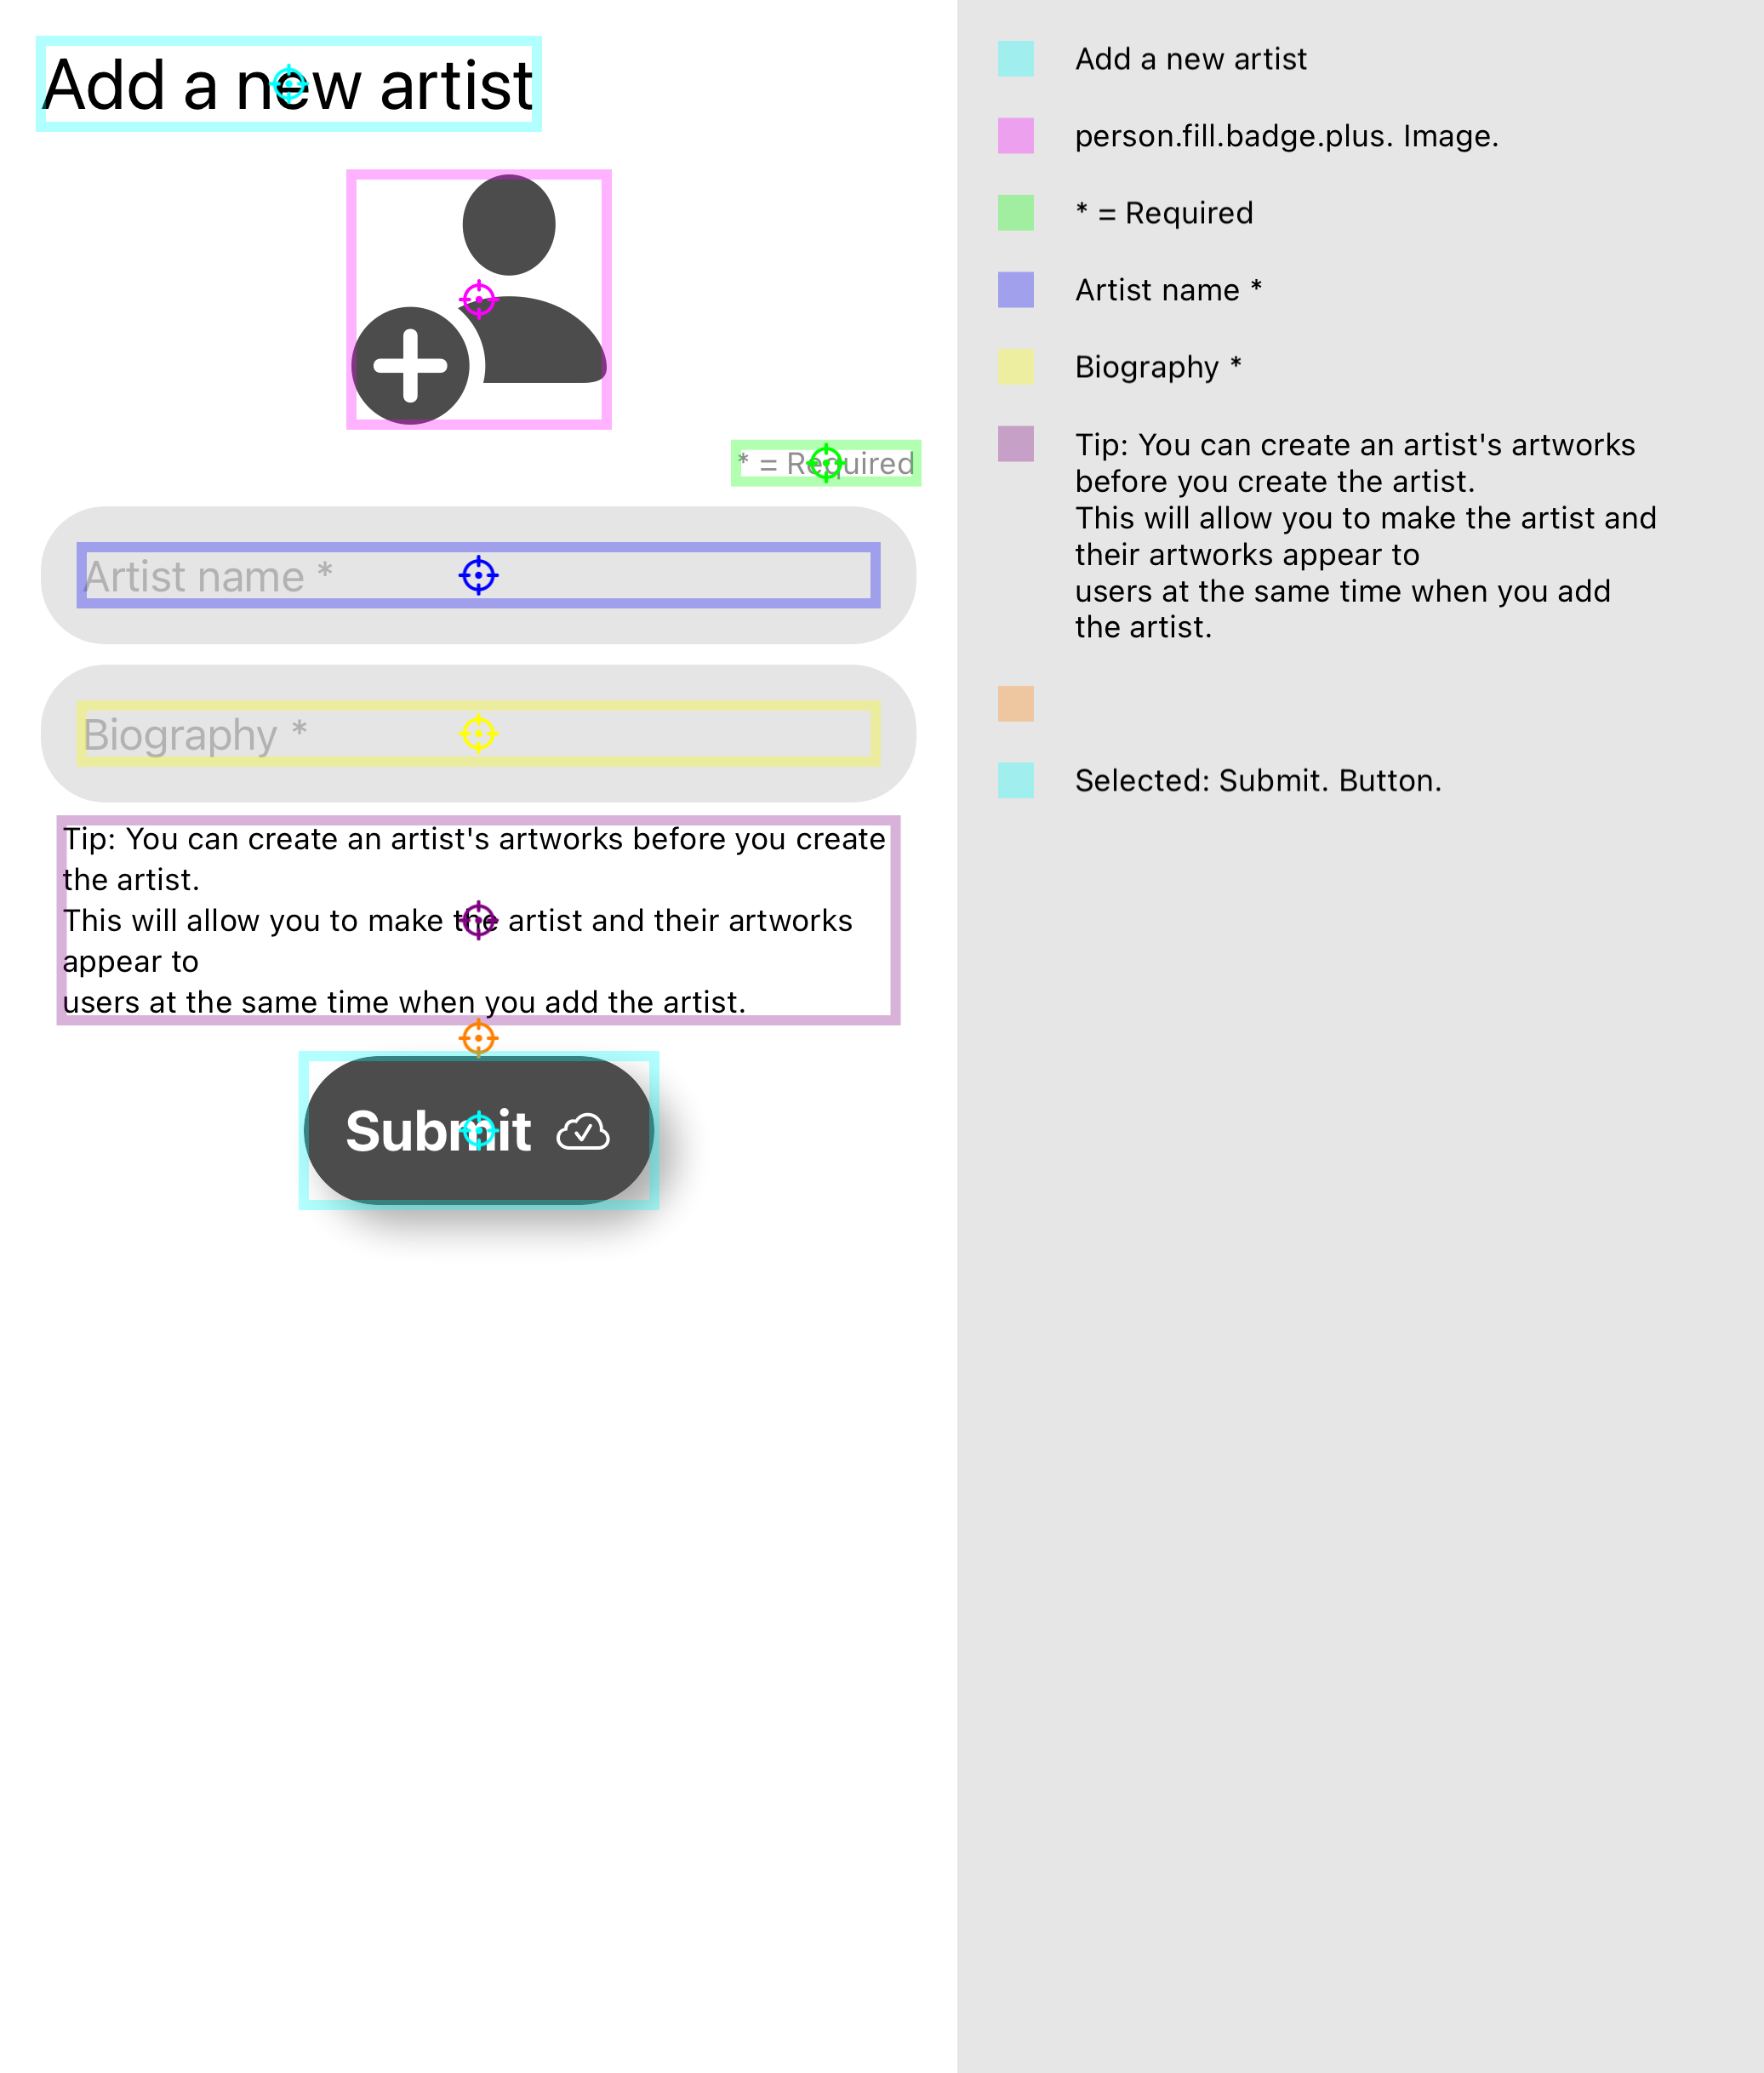 Add a new artist
* = Required
Artist name *
Biography *
Tip: You can create an artist's artworks before you create
the artist.
This will allow you to make the artist and their artworks
appear to
users at the same time when you add the artist.
Submit
Add a new artist
person.fill.badge.plus. Image.
* = Required
Artist name *
Biography *
Tip: You can create an artist's artworks
before you create the artist.
This will allow you to make the artist and
their artworks appear to
users at the same time when you add
the artist.
Selected: Submit. Button.